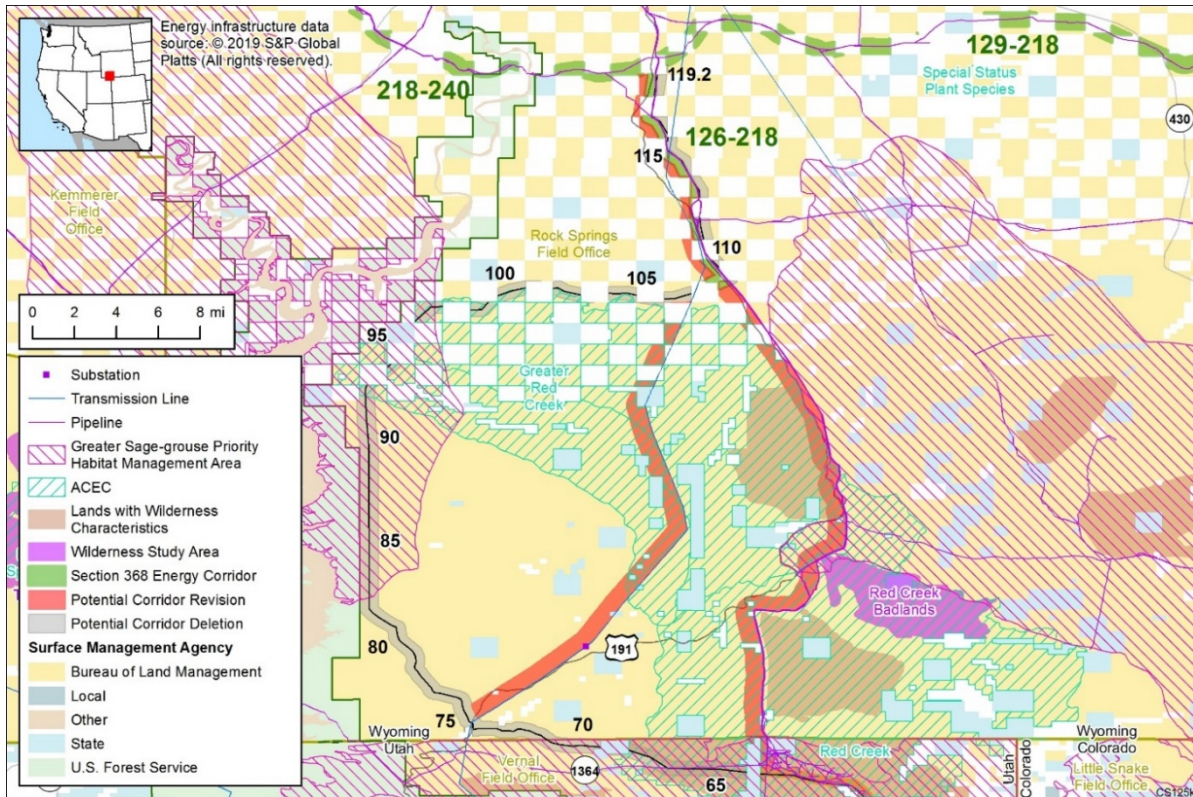 Energy infrastructure data
source: © 2019 S&P Global
Platts (All rights reserved).
218-240
119.2
129-218
Special Status
Plant Species
430
126-218
115
Kemmerer
Field
Office
Rock Springs
Field Office
110
100
105
0 2 4 6 8 mi
95
Greater
Red
Creek
Substation
Transmission Line
Pipeline
Greater Sage-grouse Priority
Habitat Management Area
ACEC
Lands with Wilderness
Characteristics
Wilderness Study Area
Section 368 Energy Corridor
Potential Corridor Revision
Potential Corridor Deletion
Surface Management Agency
Bureau of Land Management
Local
Other
State
U.S. Forest Service
90
85
80
75
70
65
Red Creek
Badlands
191
Wyoming
Utah
Vernal
Field Office
1364
Red Creek
Utah
Colorado
Wyoming
Colorado
Little Snake
Field Office